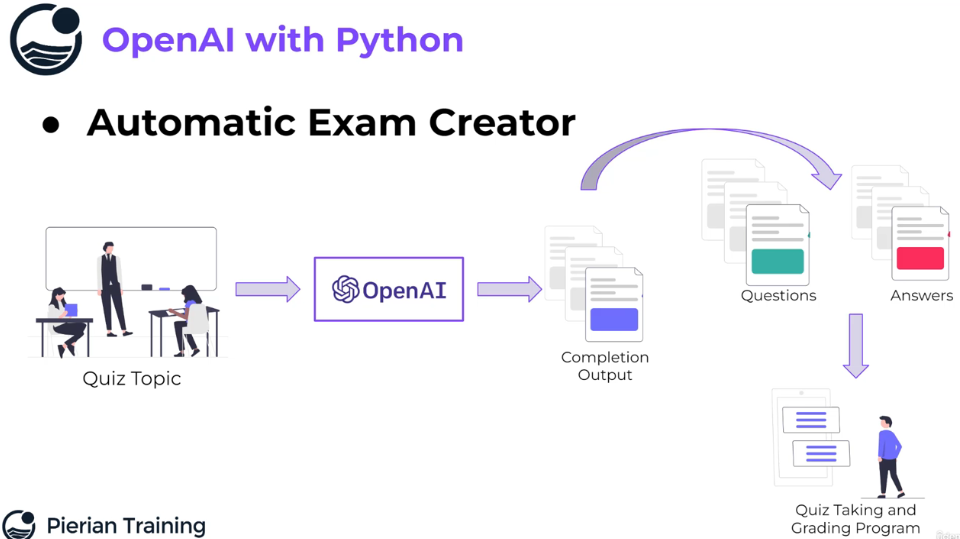 OpenAI with Python
● Automatic Exam Creator
OpenAI
Questions
Answers
Completion
Output
Quiz Topic
Quiz Taking and
Grading Program
Pierian Training